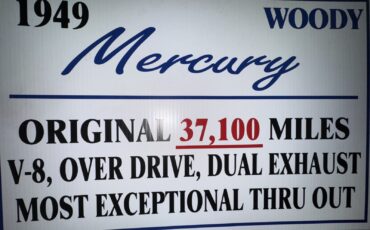 1949 WOODY
Mercury
ORIGINAL 37,100 MILES
V-8, OVER DRIVE, DUAL EXHAUST
MOST EXCEPTIONAL THRU OUT